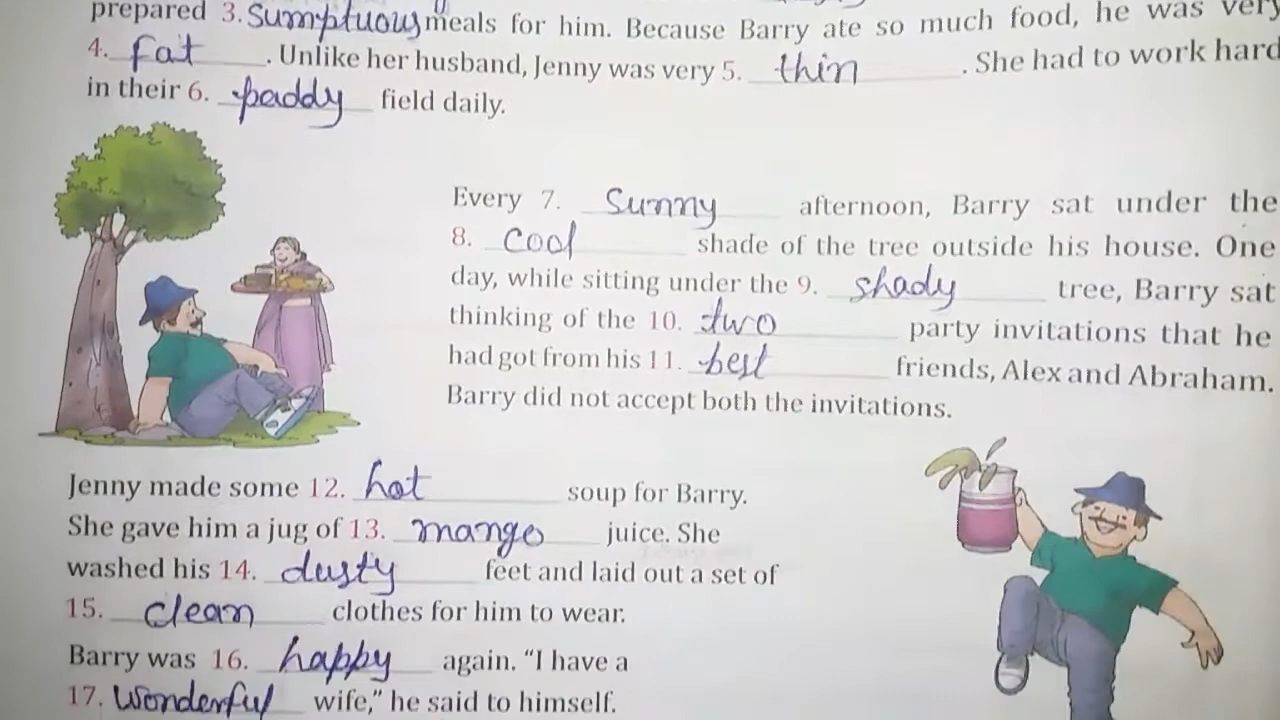 prepared 3. Sumptuous meals for him. Because Barry ate so much food, he was very
4. fat. Unlike her husband, Jenny was very 5. thin. She had to work hard
in their 6. paddy field daily.
Every 7. Sunny afternoon, Barry sat under the
8. cool shade of the tree outside his house. One
day, while sitting under the 9. shady tree, Barry sat
thinking of the 10. two party invitations that he
had got from his 11. best friends, Alex and Abraham.
Barry did not accept both the invitations.
Jenny made some 12. hot soup for Barry.
She gave him a jug of 13. mango juice. She
washed his 14. dusty feet and laid out a set of
15. clean clothes for him to wear.
Barry was 16. happy again. “I have a
17. wonderful wife,” he said to himself.